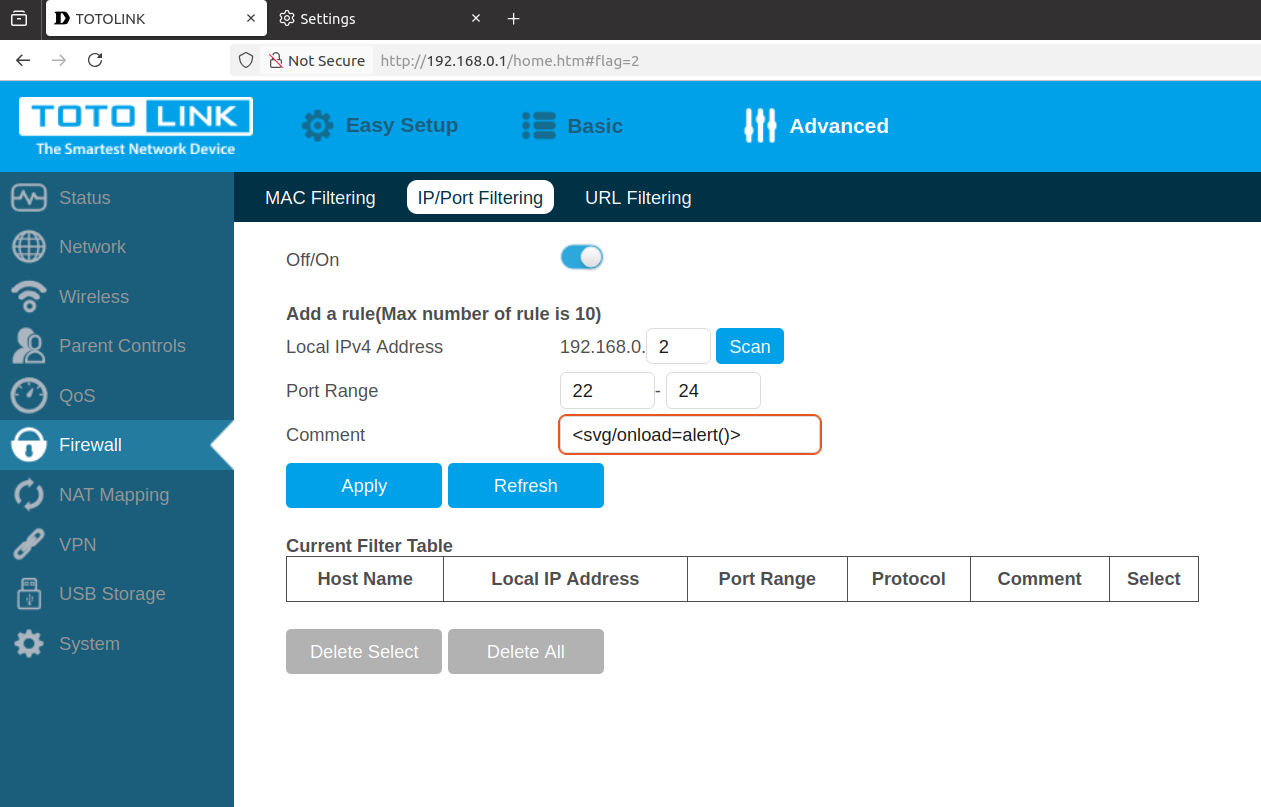 TOTOLINK
Settings
Not Secure http://192.168.0.1/home.htm#flag=2
TOTO LINK
The Smartest Network Device
Easy Setup
Basic
Advanced
Status
Network
Wireless
Parent Controls
QoS
Firewall
NAT Mapping
VPN
USB Storage
System
MAC Filtering IP/Port Filtering URL Filtering
Off/On
Add a rule(Max number of rule is 10)
Local IPv4 Address 192.168.0. 2 Scan
Port Range 22 - 24
Comment <svg/onload=alert()>
Apply Refresh
Current Filter Table
Host Name Local IP Address Port Range Protocol Comment Select
Delete Select Delete All